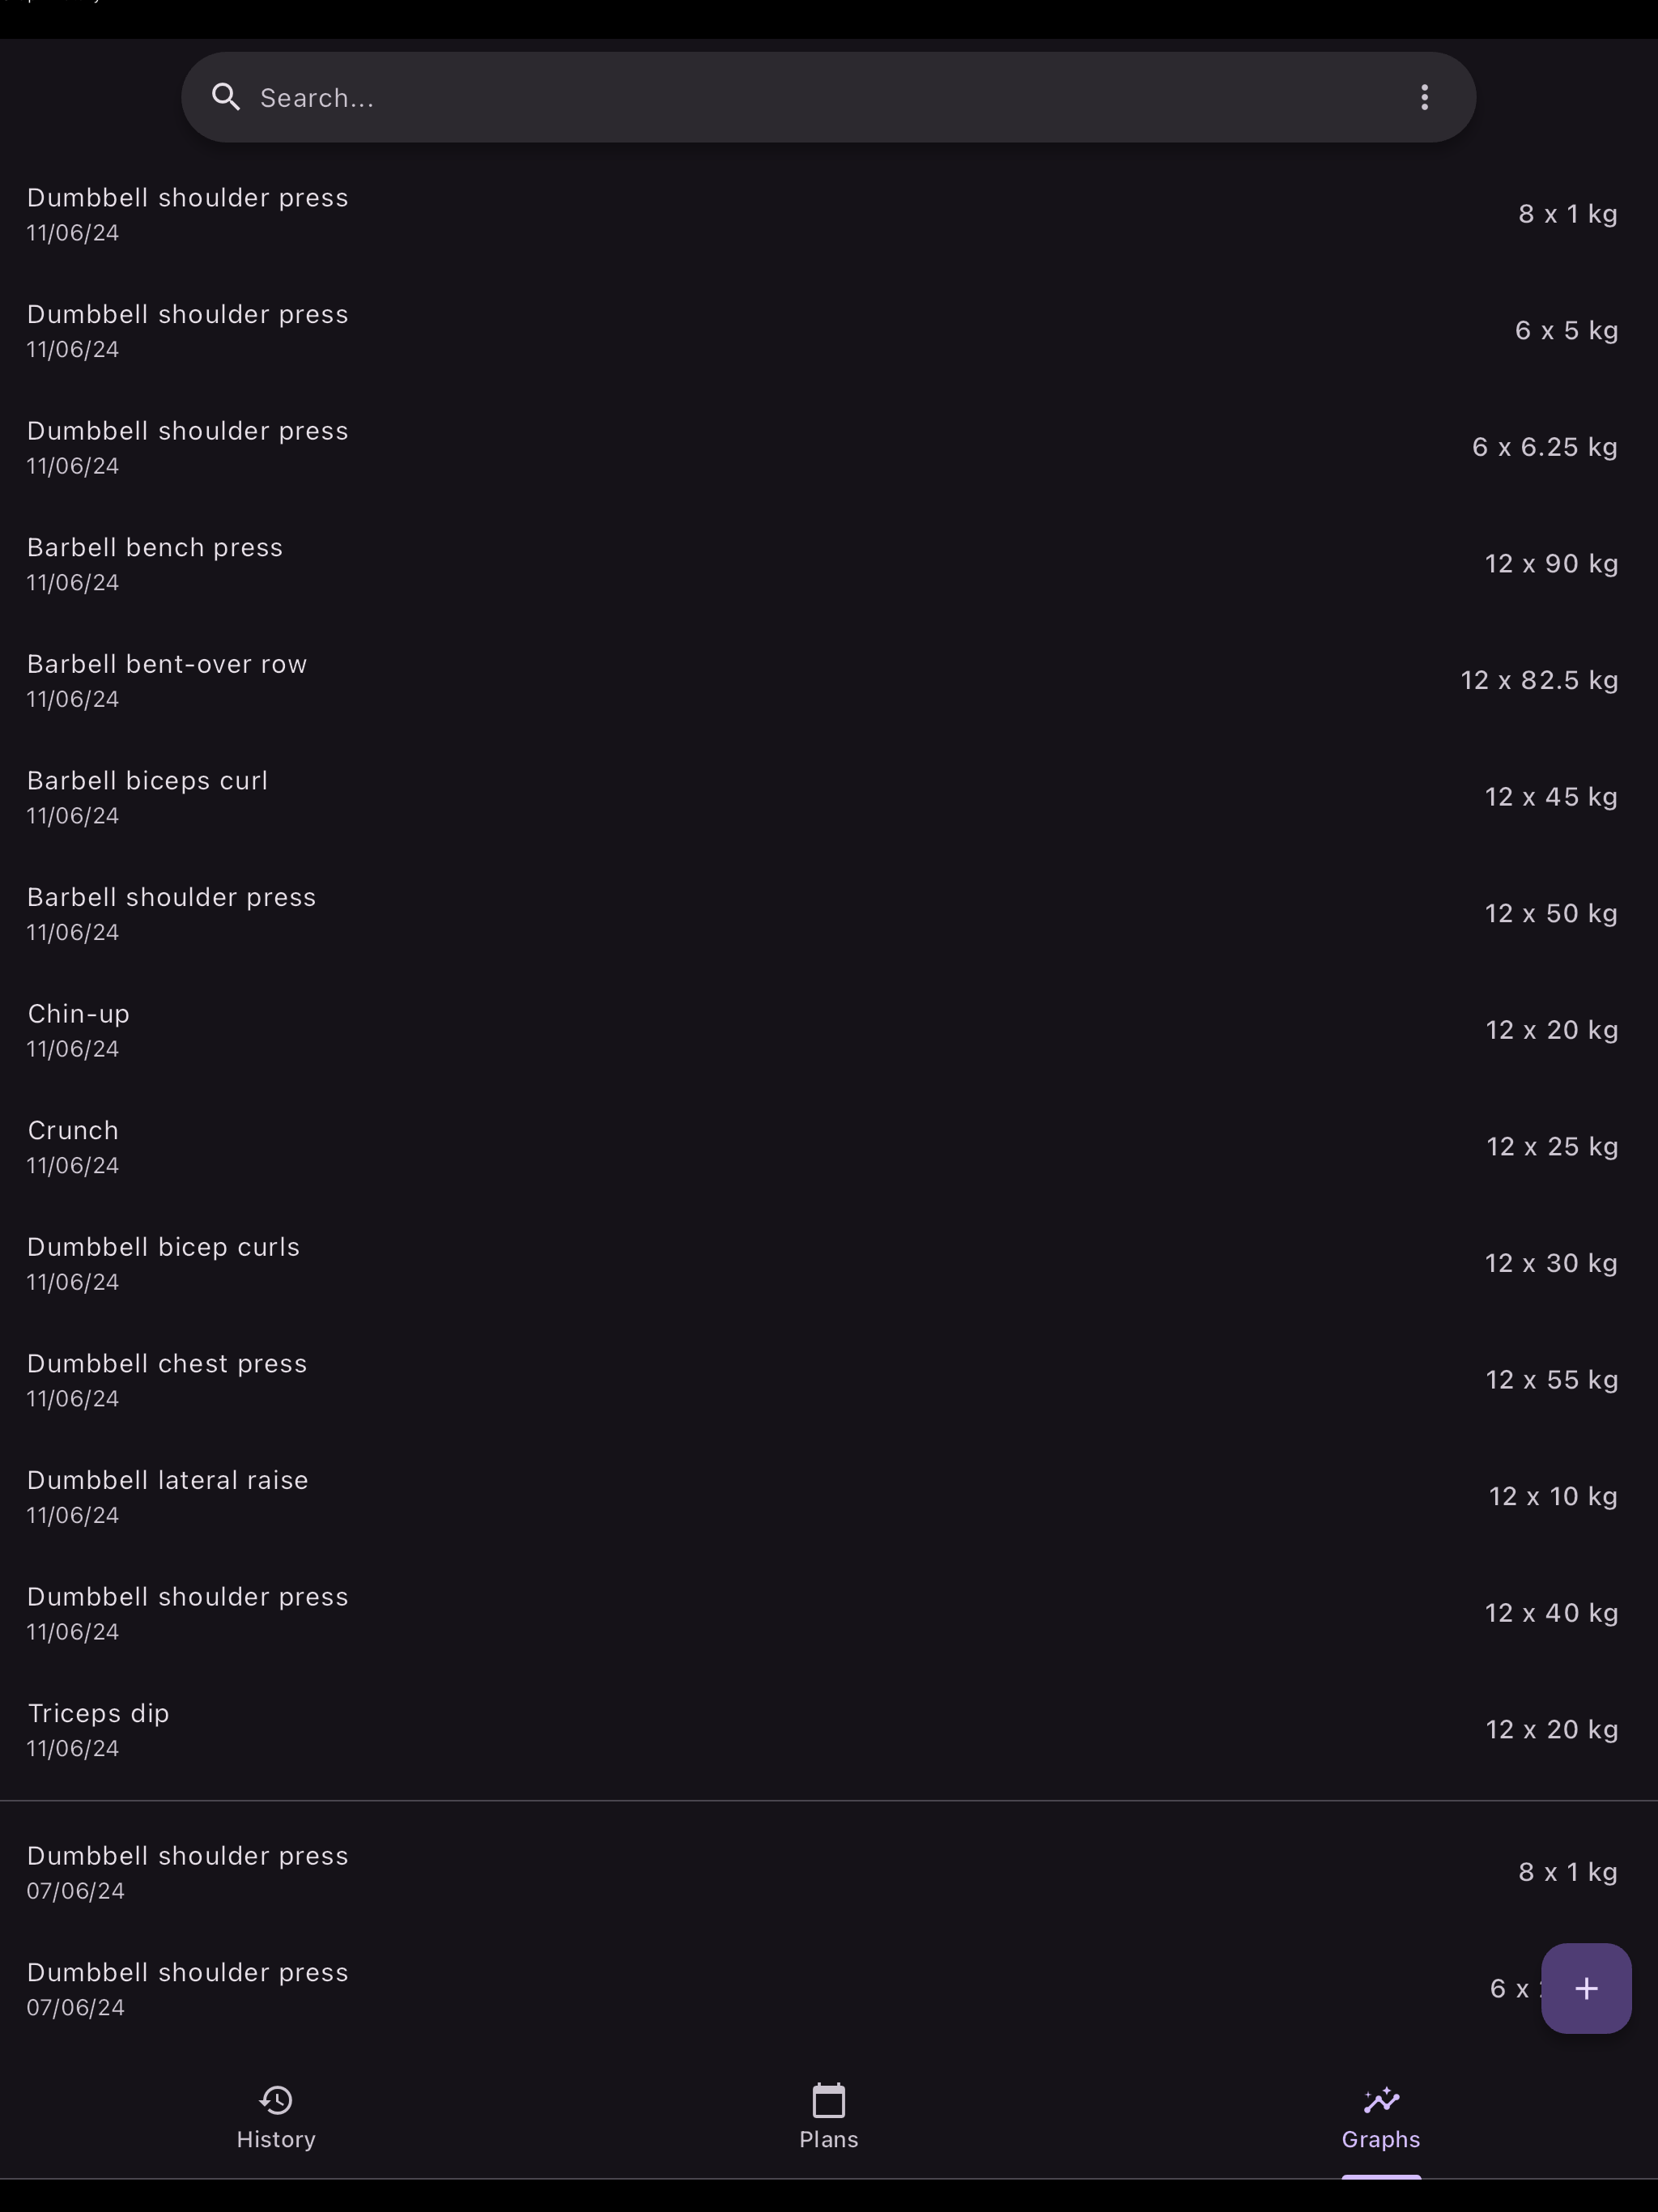 Search...
Dumbbell shoulder press
11/06/24
8 x 1 kg
Dumbbell shoulder press
11/06/24
6 x 5 kg
Dumbbell shoulder press
11/06/24
6 x 6.25 kg
Barbell bench press
11/06/24
12 x 90 kg
Barbell bent-over row
11/06/24
12 x 82.5 kg
Barbell biceps curl
11/06/24
12 x 45 kg
Barbell shoulder press
11/06/24
12 x 50 kg
Chin-up
11/06/24
12 x 20 kg
Crunch
11/06/24
12 x 25 kg
Dumbbell bicep curls
11/06/24
12 x 30 kg
Dumbbell chest press
11/06/24
12 x 55 kg
Dumbbell lateral raise
11/06/24
12 x 10 kg
Dumbbell shoulder press
11/06/24
12 x 40 kg
Triceps dip
11/06/24
12 x 20 kg
Dumbbell shoulder press
07/06/24
8 x 1 kg
Dumbbell shoulder press
07/06/24
6 x
+
History
Plans
Graphs